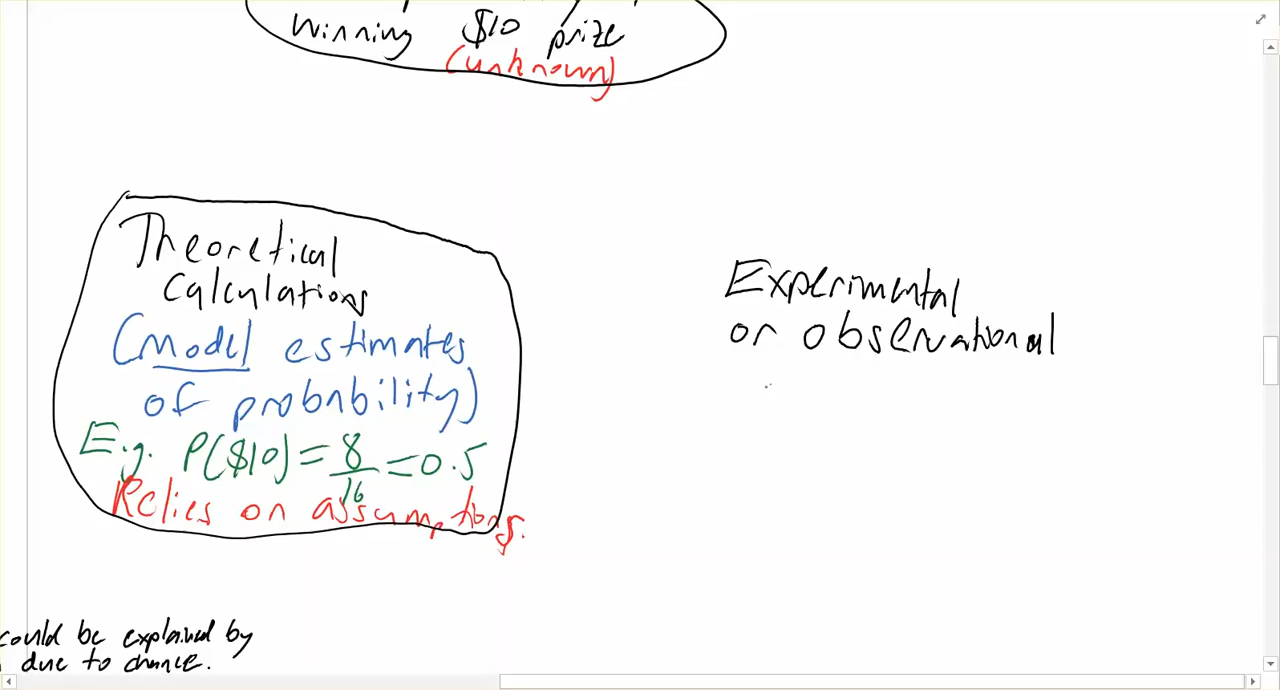 winning $10 prize
(unknown)
Theoretical
Calculations
(model estimates
of probability)
E.g. P($10) = 8/16 = 0.5
Relies on assumptions.
Experimental
or observational
could be explained by
due to chance.